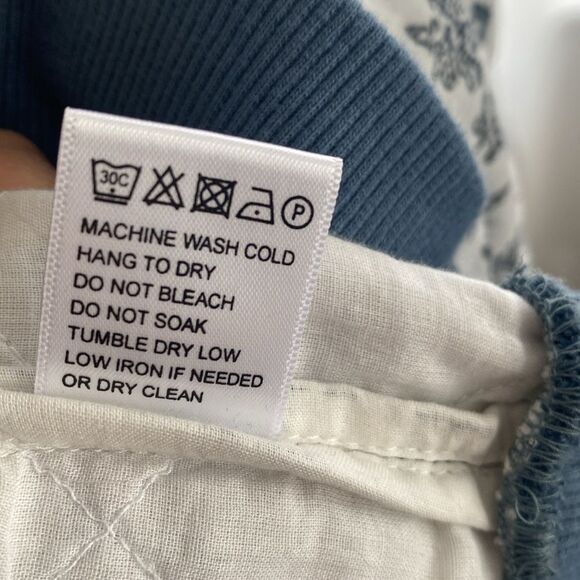 30C P
MACHINE WASH COLD
HANG TO DRY
DO NOT BLEACH
DO NOT SOAK
TUMBLE DRY LOW
LOW IRON IF NEEDED
OR DRY CLEAN